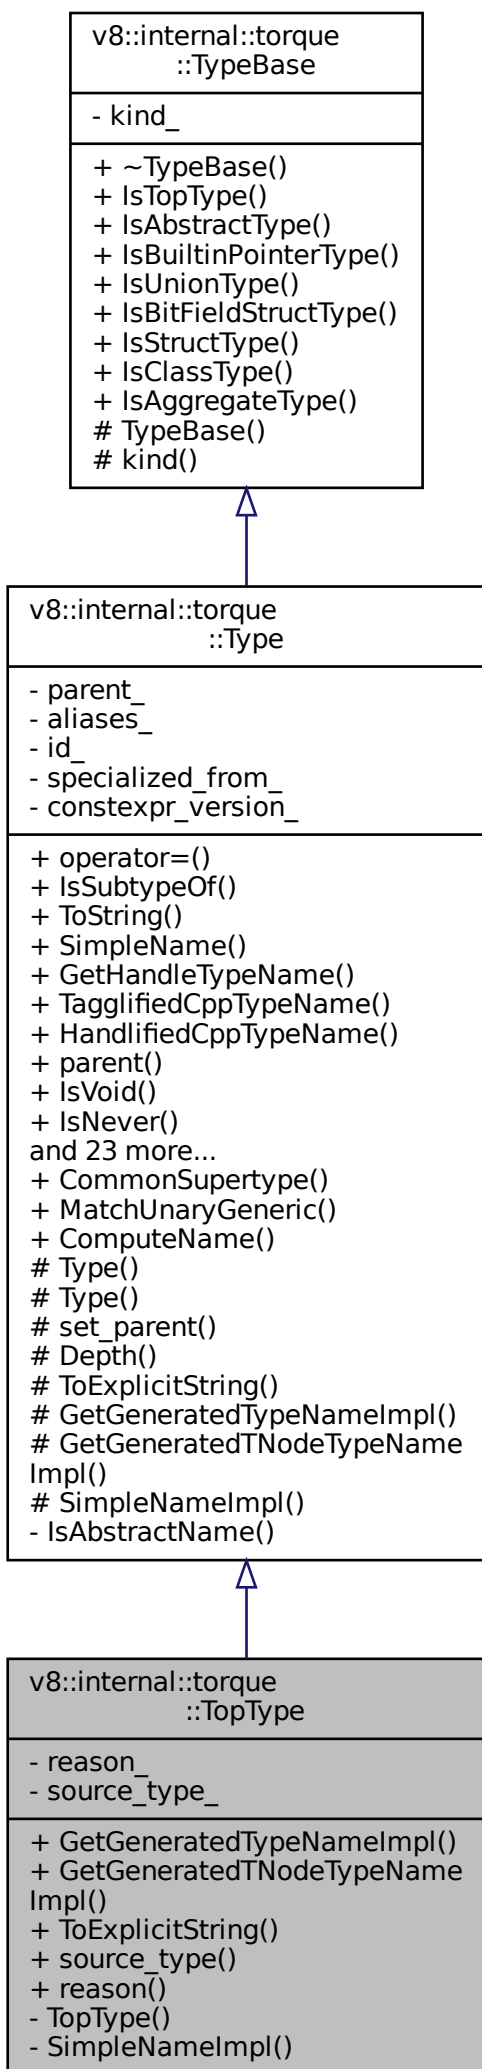 v8::internal::torque
::TypeBase
- kind_
+ ~TypeBase()
+ IsTopType()
+ IsAbstractType()
+ IsBuiltinPointerType()
+ IsUnionType()
+ IsBitFieldStructType()
+ IsStructType()
+ IsClassType()
+ IsAggregateType()
# TypeBase()
# kind()
v8::internal::torque
::Type
- parent_
- aliases_
- id_
- specialized_from_
- constexpr_version_
+ operator=()
+ IsSubtypeOf()
+ ToString()
+ SimpleName()
+ GetHandleTypeName()
+ TagglifiedCppTypeName()
+ HandlifiedCppTypeName()
+ parent()
+ IsVoid()
+ IsNever()
and 23 more...
+ CommonSupertype()
+ MatchUnaryGeneric()
+ ComputeName()
# Type()
# Type()
# set_parent()
# Depth()
# ToExplicitString()
# GetGeneratedTypeNameImpl()
# GetGeneratedTNodeTypeName
Impl()
# SimpleNameImpl()
- IsAbstractName()
v8::internal::torque
::TopType
- reason_
- source_type_
+ GetGeneratedTypeNameImpl()
+ GetGeneratedTNodeTypeName
Impl()
+ ToExplicitString()
+ source_type()
+ reason()
- TopType()
- SimpleNameImpl()